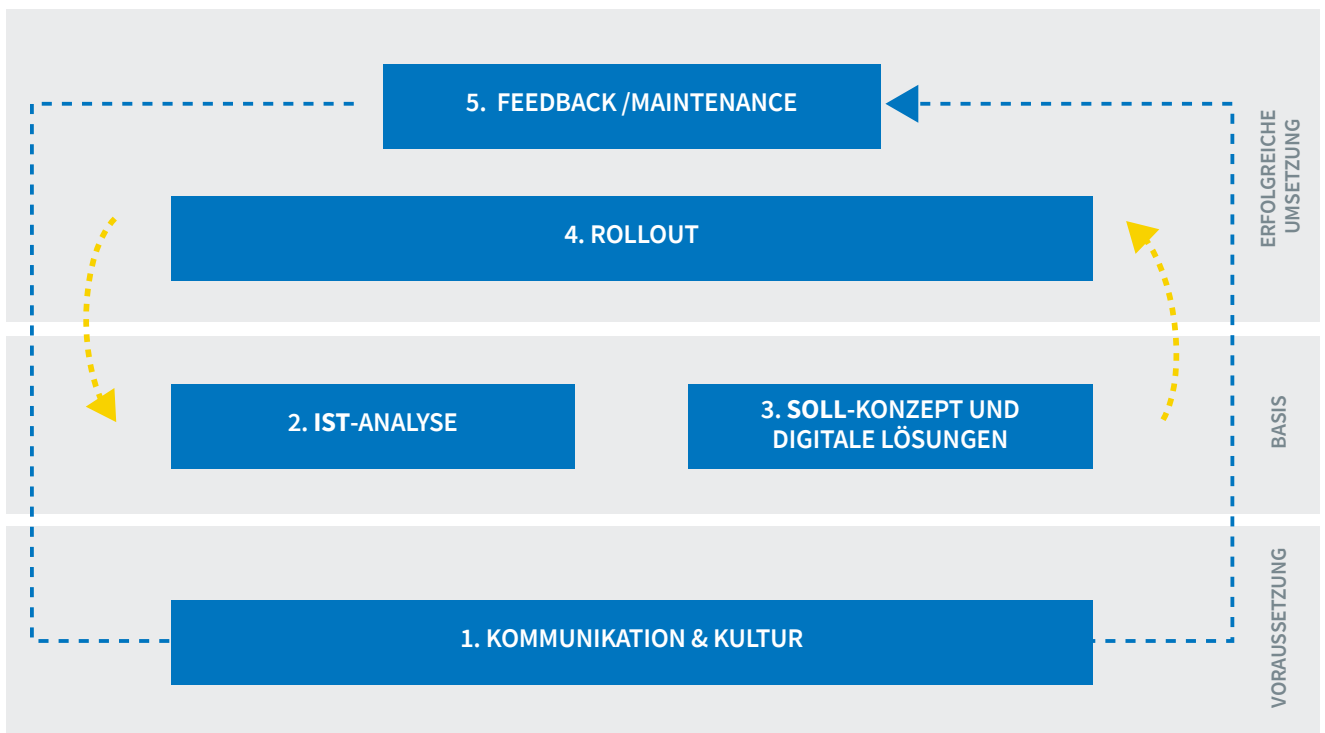 5. FEEDBACK /MAINTENANCE
4. ROLLOUT
ERFOLGREICHE
UMSETZUNG
2. IST-ANALYSE
3. SOLL-KONZEPT UND
DIGITALE LÖSUNGEN
BASIS
1. KOMMUNIKATION & KULTUR
VORAUSSETZUNG